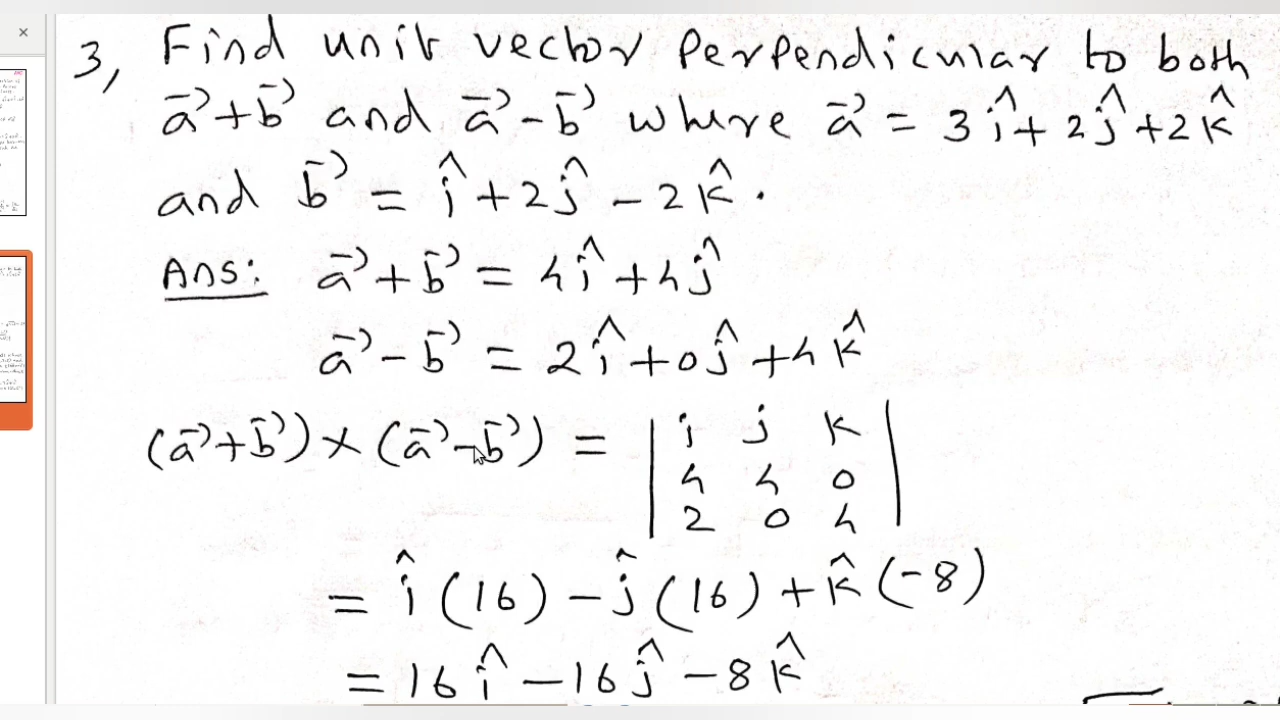 3, Find unit vector perpendicular to both
a⃗+b⃗ and a⃗-b⃗ where a⃗ = 3î+2ĵ+2k̂
and b⃗ = î+2ĵ-2k̂.
Ans: a⃗+b⃗ = 4î+4ĵ
a⃗-b⃗ = 2î+0ĵ+4k̂
(a⃗+b⃗)×(a⃗-b⃗) = | i j k |
| 4 4 0 |
| 2 0 4 |
= î(16)-ĵ(16)+k̂(-8)
= 16î-16ĵ-8k̂